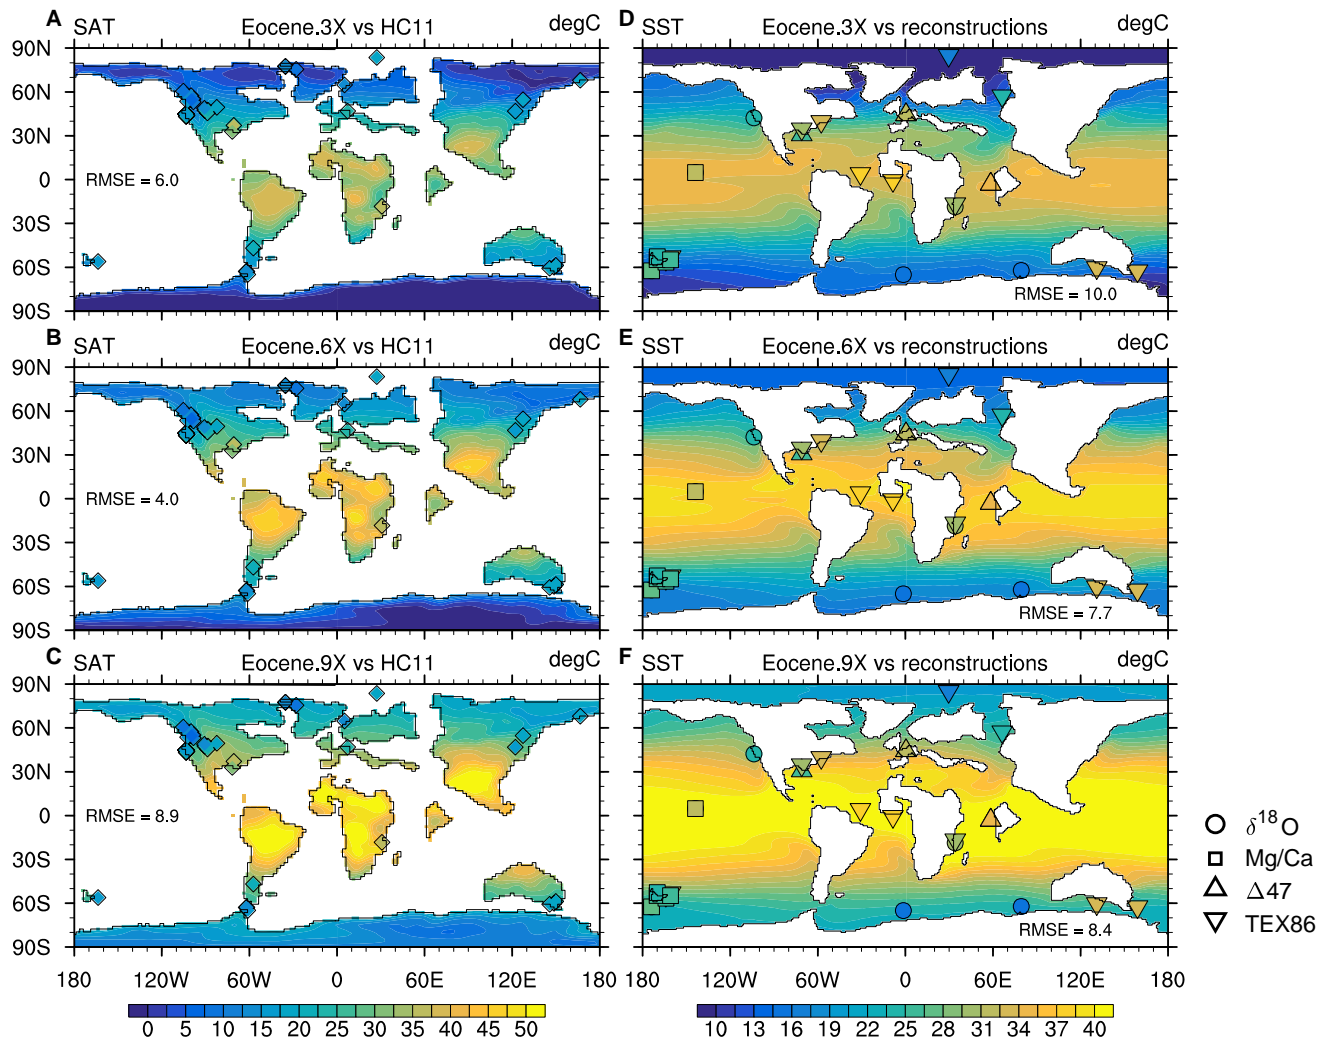 A SAT Eocene.3X vs HC11 degC
90N
60N
30N
0
30S
60S
90S
RMSE = 6.0
D SST Eocene.3X vs reconstructions degC
RMSE = 10.0
B SAT Eocene.6X vs HC11 degC
90N
60N
30N
0
30S
60S
90S
RMSE = 4.0
E SST Eocene.6X vs reconstructions degC
RMSE = 7.7
C SAT Eocene.9X vs HC11 degC
90N
60N
30N
0
30S
60S
90S
RMSE = 8.9
180 120W 60W 0 60E 120E 180
0 5 10 15 20 25 30 35 40 45 50
F SST Eocene.9X vs reconstructions degC
RMSE = 8.4
180 120W 60W 0 60E 120E 180
10 13 16 19 22 25 28 31 34 37 40
δ18O
Mg/Ca
Δ47
TEX86